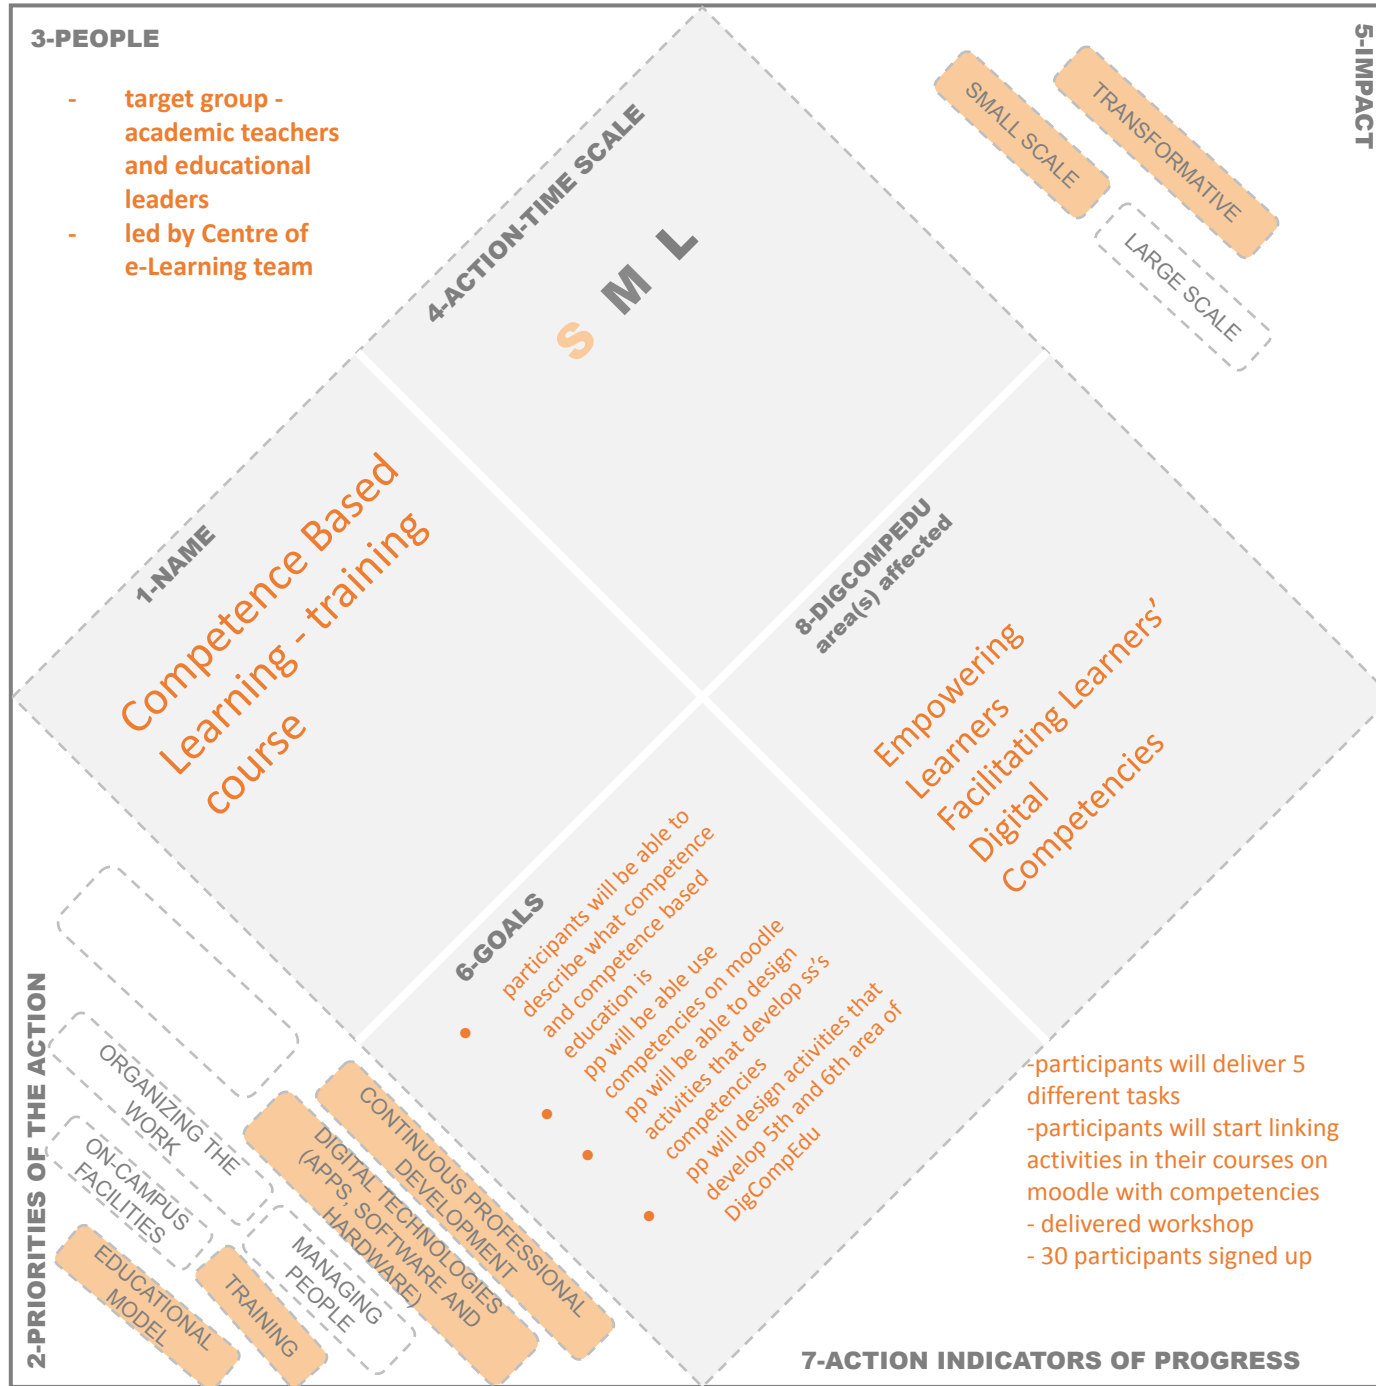 3-PEOPLE
- target group -
academic teachers
and educational
leaders
- led by Centre of
e-Learning team
4-ACTION-TIME SCALE
S M L
5-IMPACT
SMALL SCALE
TRANSFORMATIVE
LARGE SCALE
1-NAME
Competence Based
Learning - training
course
8-DIGCOMPEDU
area(s) affected
Empowering
Learners
Facilitating Learners’
Digital
Competencies
2-PRIORITIES OF THE ACTION
ORGANIZING THE
WORK
ON-CAMPUS
FACILITIES
EDUCATIONAL
MODEL
TRAINING
MANAGING
PEOPLE
DIGITAL TECHNOLOGIES
(APPS, SOFTWARE AND
HARDWARE)
CONTINUOUS PROFESSIONAL
DEVELOPMENT
6-GOALS
● participants will be able to
describe what competence
and competence based
education is
● pp will be able use
competencies on moodle
● pp will be able to design
activities that develop ss’s
competencies
● pp will design activities that
develop 5th and 6th area of
DigCompEdu
-participants will deliver 5
different tasks
-participants will start linking
activities in their courses on
moodle with competencies
- delivered workshop
- 30 participants signed up
7-ACTION INDICATORS OF PROGRESS